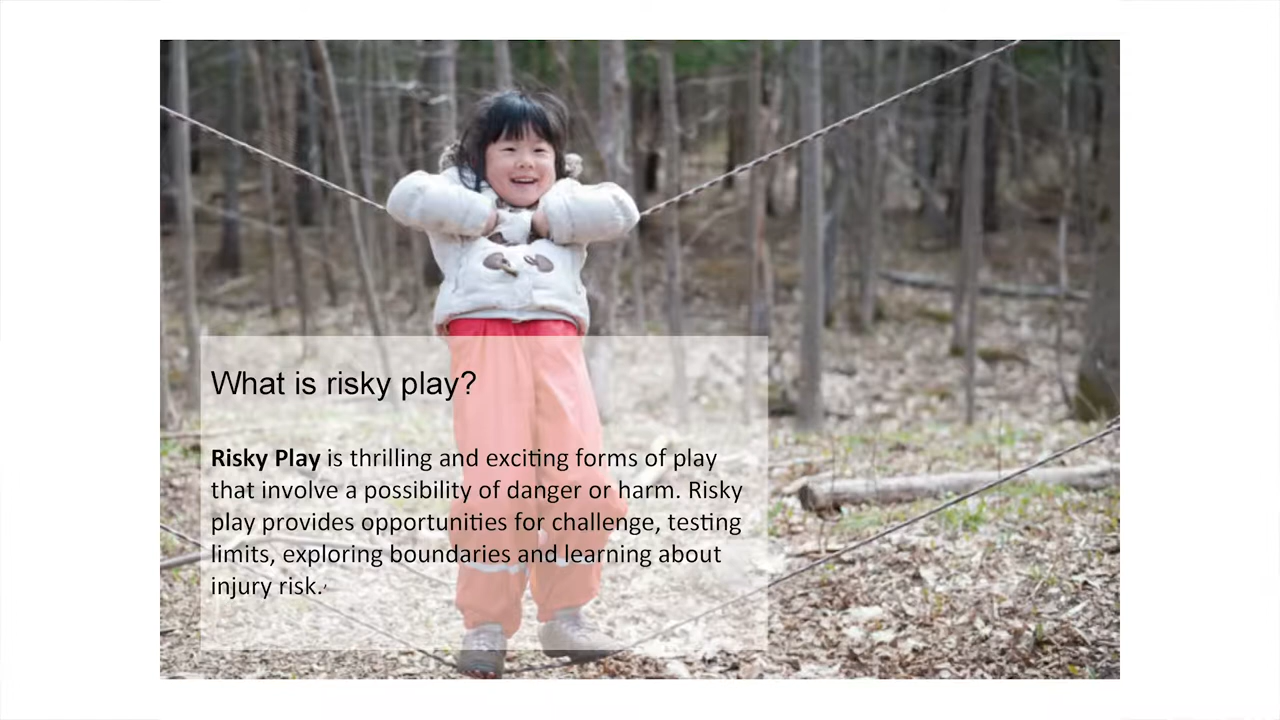 What is risky play?
Risky Play is thrilling and exciting forms of play
that involve a possibility of danger or harm. Risky
play provides opportunities for challenge, testing
limits, exploring boundaries and learning about
injury risk.